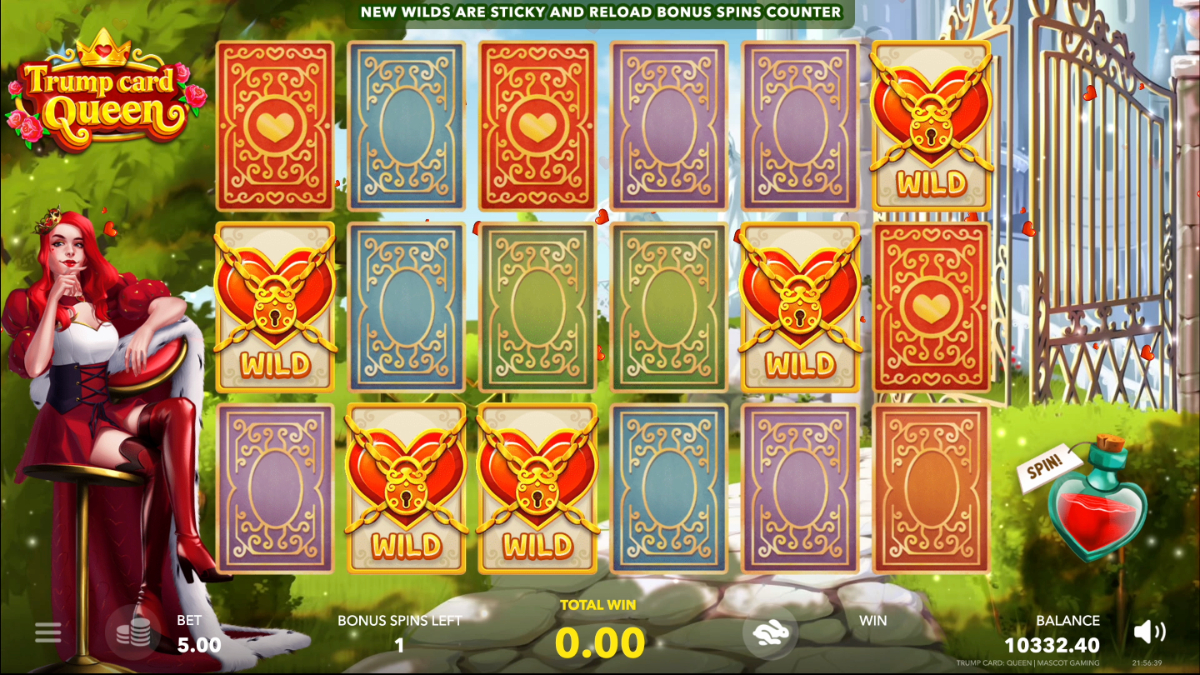 NEW WILDS ARE STICKY AND RELOAD BONUS SPINS COUNTER
Trump card
Queen
WILD
WILD
WILD
WILD
WILD
SPIN!
BET
5.00
BONUS SPINS LEFT
1
TOTAL WIN
0.00
WIN
BALANCE
10332.40
TRUMP CARD: QUEEN | MASCOT GAMING
21:56:39